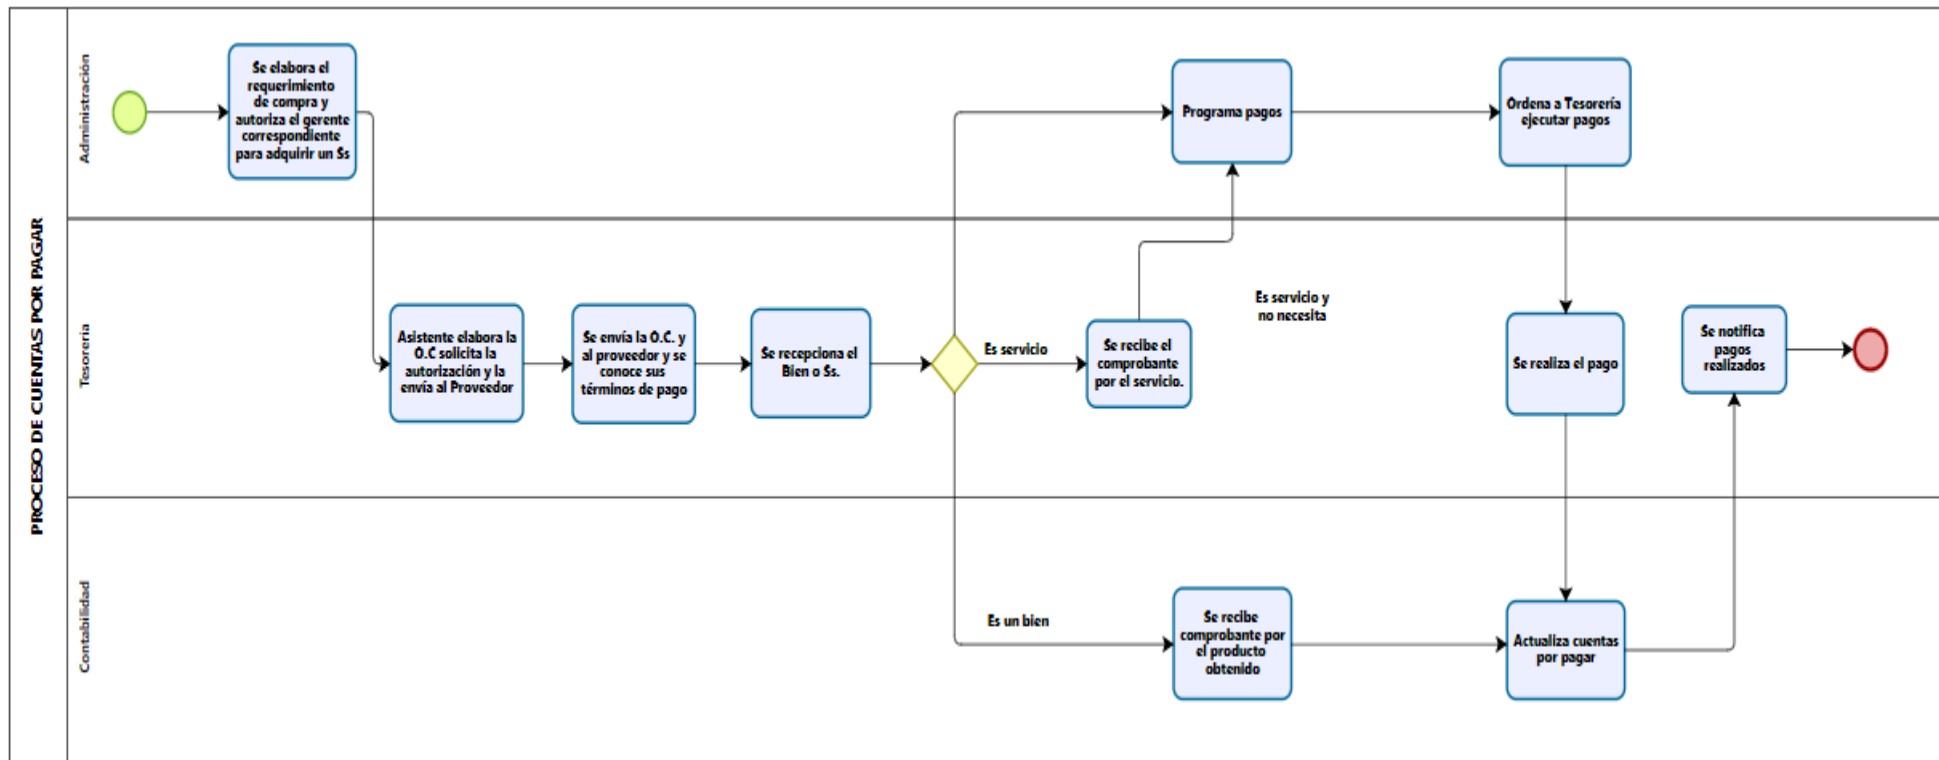 PROCESO DE CUENTAS POR PAGAR
Administración
Se elabora el
requerimiento
de compra y
autoriza el gerente
correspondiente
para adquirir un Ss
Programa pagos
Ordena a Tesorería
ejecutar pagos
Tesorería
Asistente elabora la
O.C solicita la
autorización y la
envía al Proveedor
Se envía la O.C. y
al proveedor y se
conoce sus
términos de pago
Se recepciona el
Bien o Ss.
Es servicio
Se recibe el
comprobante
por el servicio.
Es servicio y
no necesita
Se realiza el pago
Se notifica
pagos
realizados
Contabilidad
Es un bien
Se recibe
comprobante por
el producto
obtenido
Actualiza cuentas
por pagar